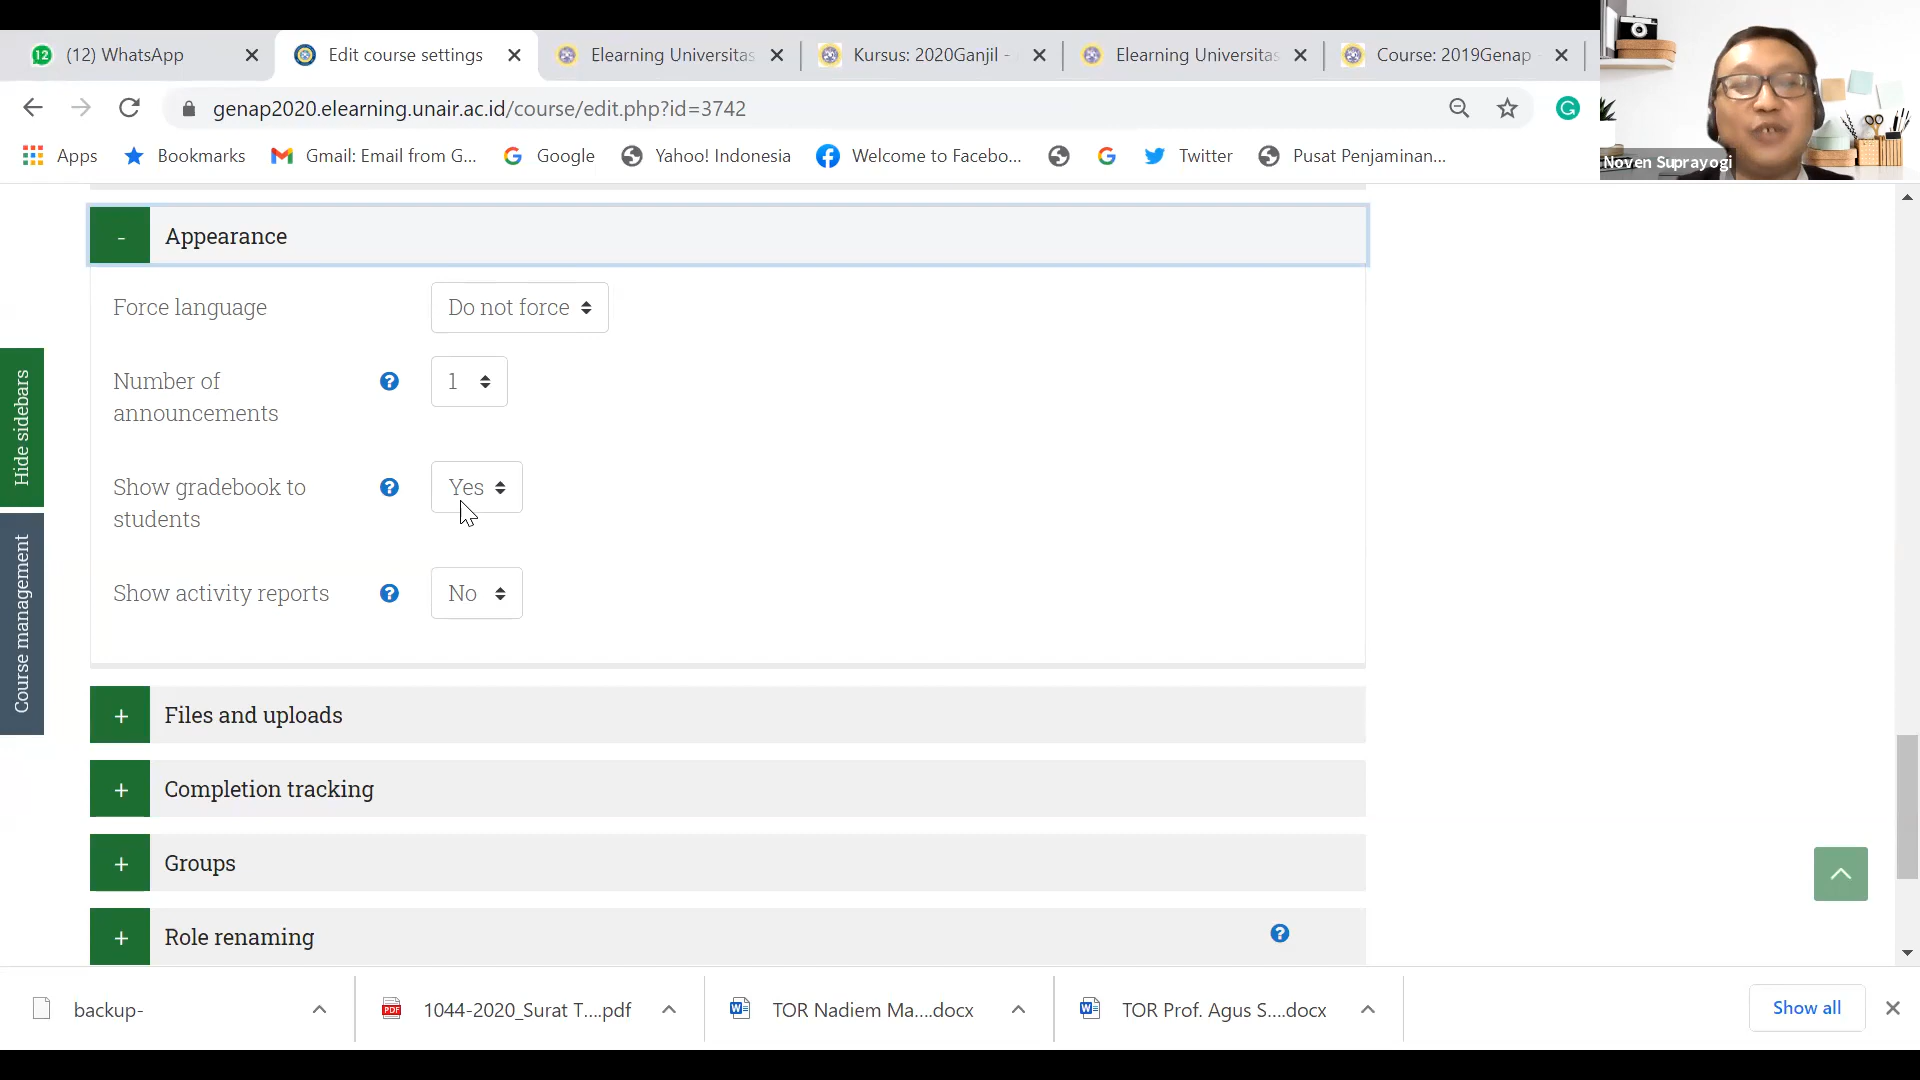 12 (12) WhatsApp
Edit course settings
Elearning Universitas
Kursus: 2020Ganjil -
Elearning Universitas
Course: 2019Genap -
genap2020.elearning.unair.ac.id/course/edit.php?id=3742
Apps
Bookmarks
Gmail: Email from G...
Google
Yahoo! Indonesia
Welcome to Facebo...
Twitter
Pusat Penjaminan...
Noven Suprayogi
- Appearance
Force language
Do not force
Number of
announcements
1
Show gradebook to
students
Yes
Show activity reports
No
+ Files and uploads
+ Completion tracking
+ Groups
+ Role renaming
Hide sidebars
Course management
backup-
1044-2020_Surat T....pdf
TOR Nadiem Ma....docx
TOR Prof. Agus S....docx
Show all